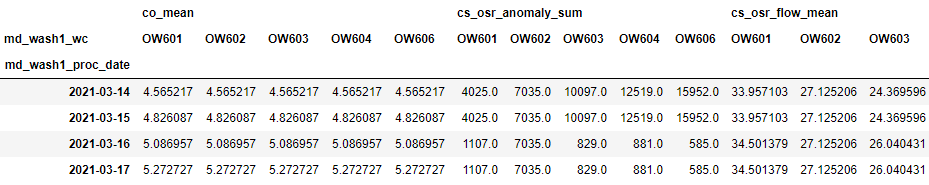 co_mean cs_osr_anomaly_sum cs_osr_flow_mean
md_wash1_wc OW601 OW602 OW603 OW604 OW606 OW601 OW602 OW603 OW604 OW606 OW601 OW602 OW603
md_wash1_proc_date
2021-03-14 4.565217 4.565217 4.565217 4.565217 4.565217 4025.0 7035.0 10097.0 12519.0 15952.0 33.957103 27.125206 24.369596
2021-03-15 4.826087 4.826087 4.826087 4.826087 4.826087 4025.0 7035.0 10097.0 12519.0 15952.0 33.957103 27.125206 24.369596
2021-03-16 5.086957 5.086957 5.086957 5.086957 5.086957 1107.0 7035.0 829.0 881.0 585.0 34.501379 27.125206 26.040431
2021-03-17 5.272727 5.272727 5.272727 5.272727 5.272727 1107.0 7035.0 829.0 881.0 585.0 34.501379 27.125206 26.040431